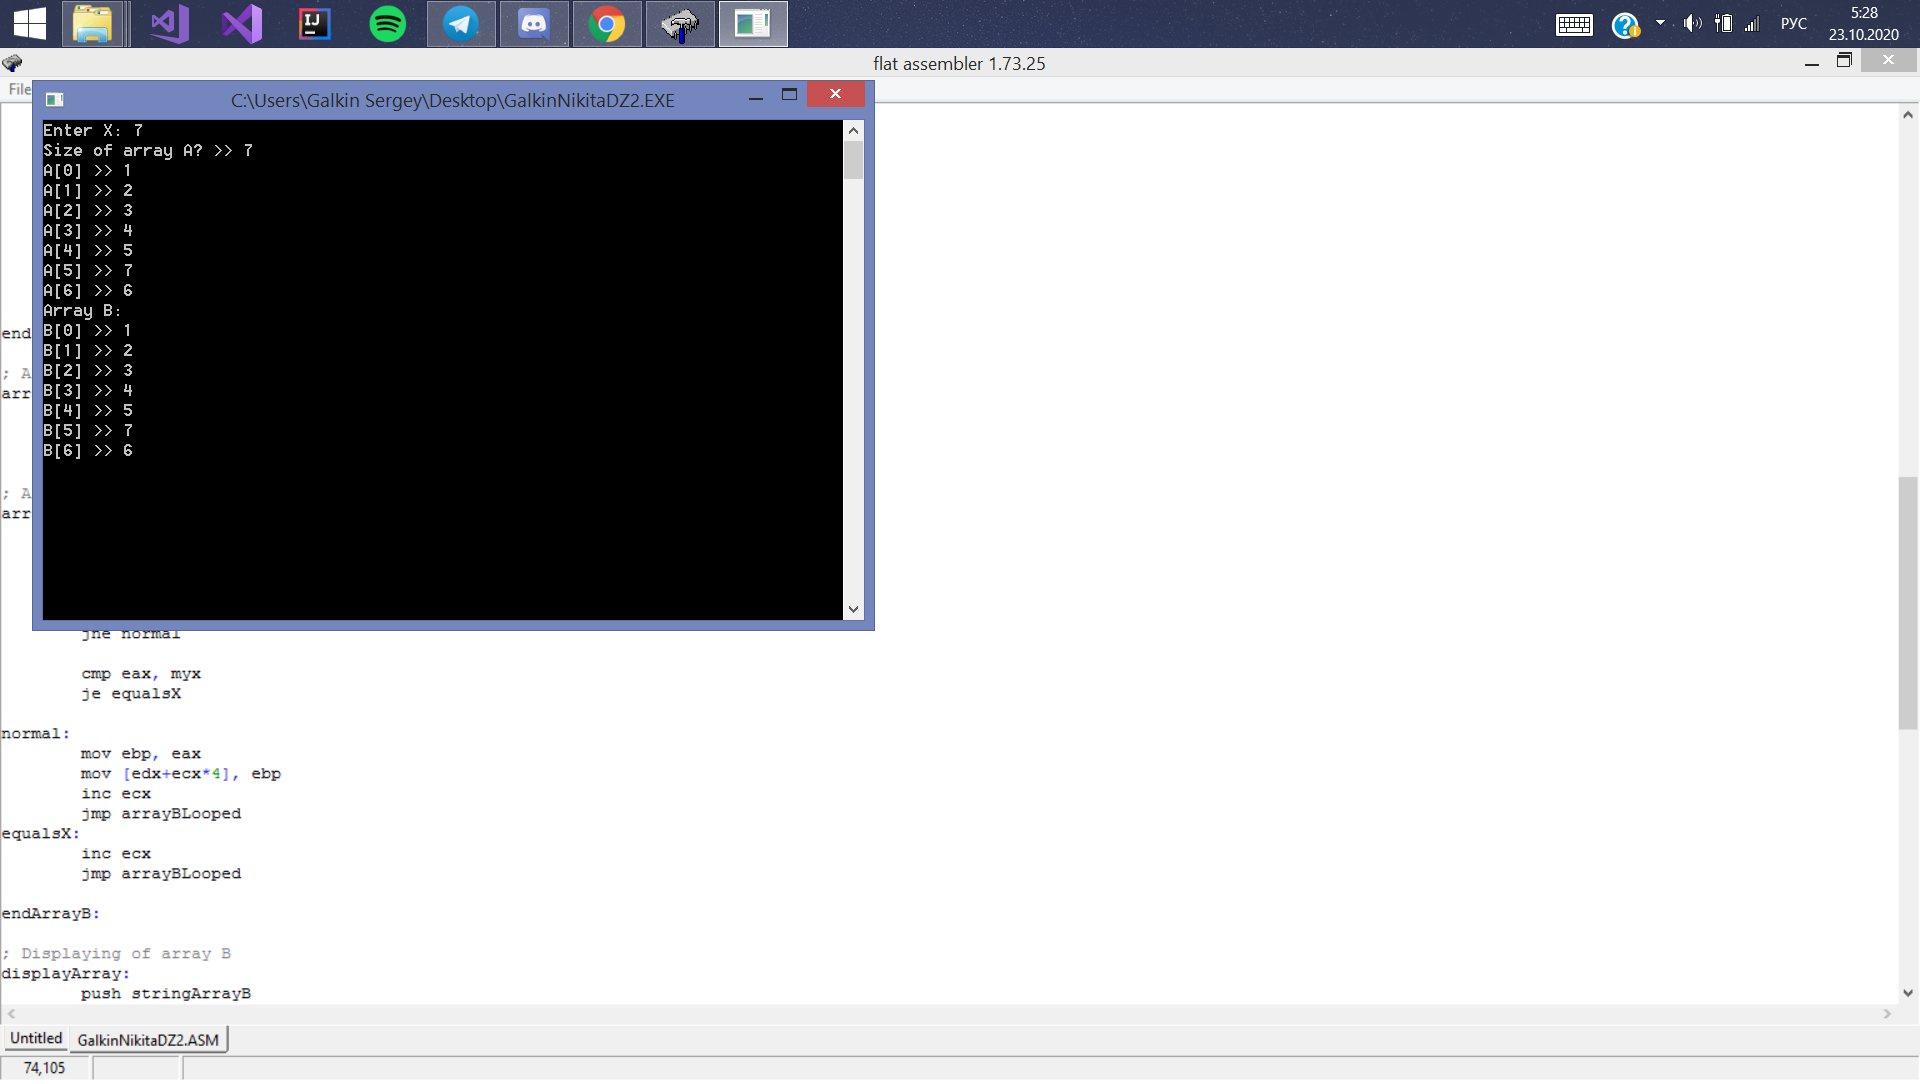 5:28
РУС
23.10.2020
flat assembler 1.73.25
File
C:\Users\Galkin Sergey\Desktop\GalkinNikitaDZ2.EXE
Enter X: 7
Size of array A? >> 7
A[0] >> 1
A[1] >> 2
A[2] >> 3
A[3] >> 4
A[4] >> 5
A[5] >> 7
A[6] >> 6
Array B:
B[0] >> 1
B[1] >> 2
B[2] >> 3
B[3] >> 4
B[4] >> 5
B[5] >> 7
B[6] >> 6
end
; A
arr
; A
arr
jne normal
cmp eax, myx
je equalsX
normal:
mov ebp, eax
mov [edx+ecx*4], ebp
inc ecx
jmp arrayBLooped
equalsX:
inc ecx
jmp arrayBLooped
endArrayB:
; Displaying of array B
displayArray:
push stringArrayB
Untitled
GalkinNikitaDZ2.ASM
74,105